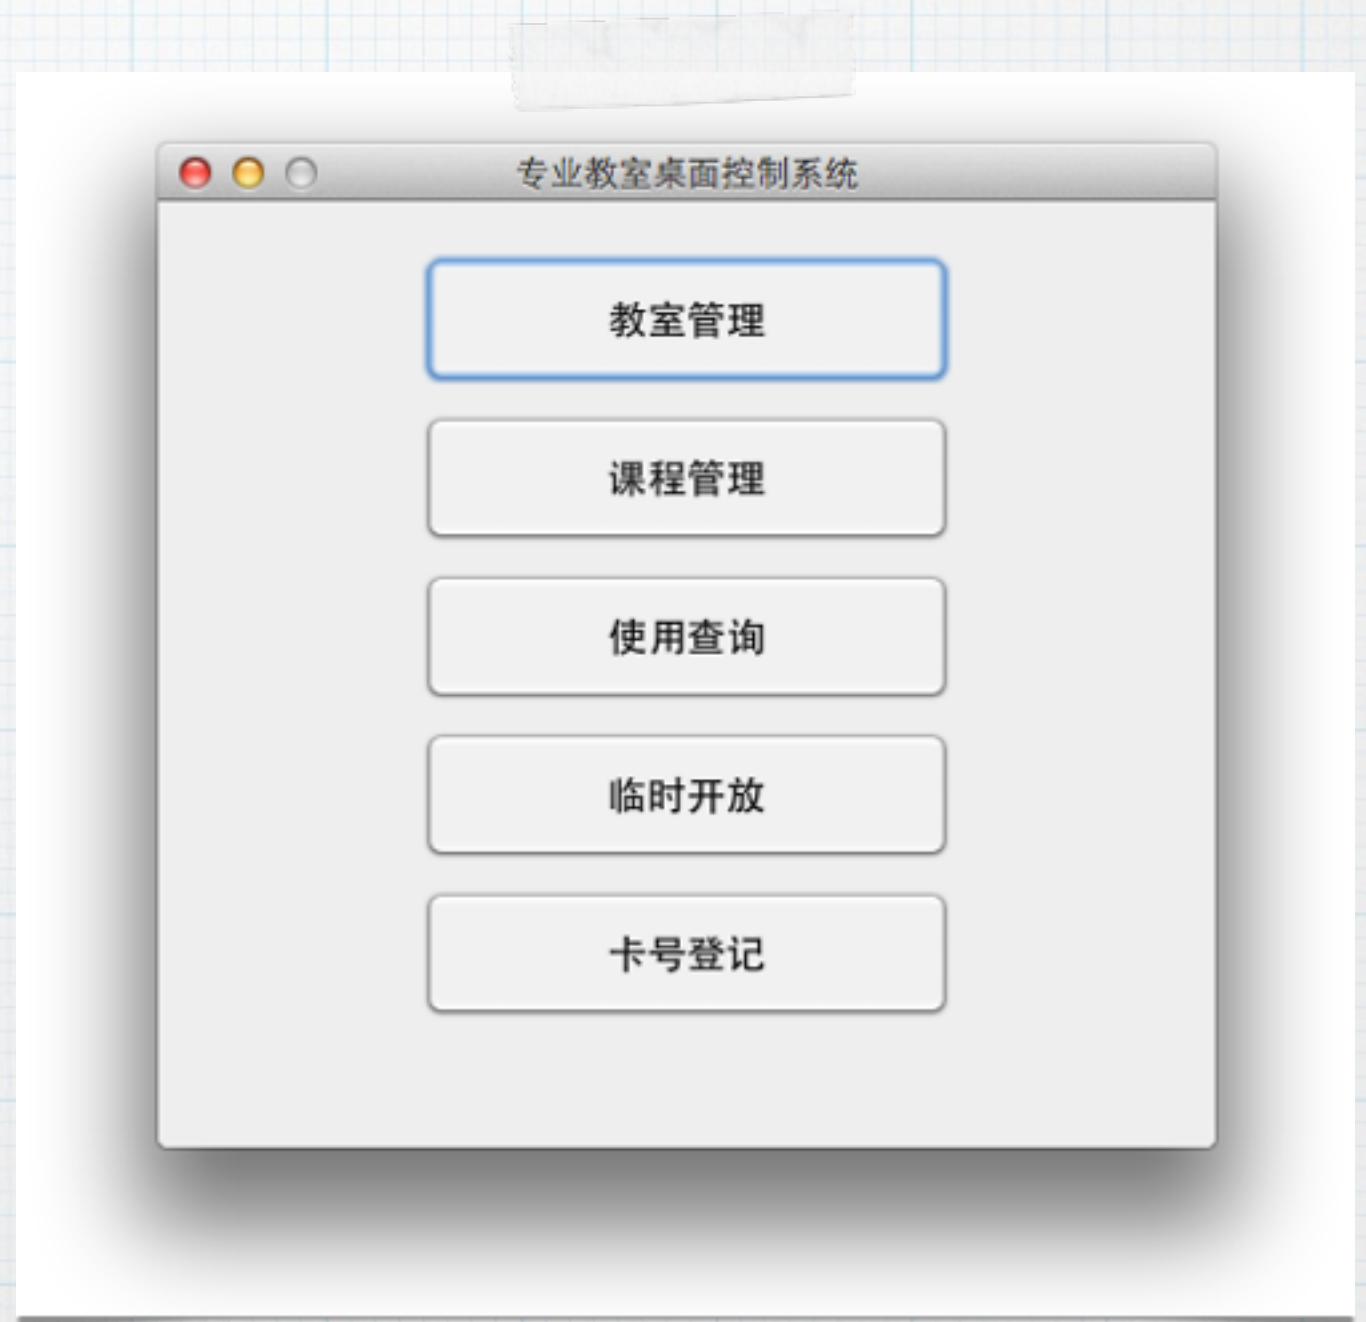 专业教室桌面控制系统
教室管理
课程管理
使用查询
临时开放
卡号登记